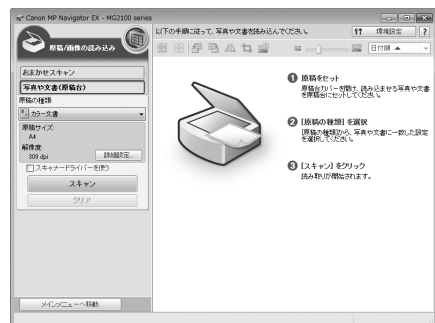 Canon MP Navigator EX - MG2100 series
原稿/画像の読み込み
以下の手順に従って、写真や文書を読み込んでください。
環境設定
?
日付順 ▲
おまかせスキャン
写真や文書(原稿台)
原稿の種類
カラー文書
原稿サイズ:
A4
解像度:
300 dpi
詳細設定...
スキャナードライバーを使う
スキャン
クリア
1 原稿をセット
原稿台カバーを開け、読み込ませる写真や文書
を原稿台にセットしてください。
2 [原稿の種類] を選択
[原稿の種類]から、写真や文書に一致した設定
を選択してください。
3 [スキャン] をクリック
読み取りが開始されます。
メインメニューへ移動